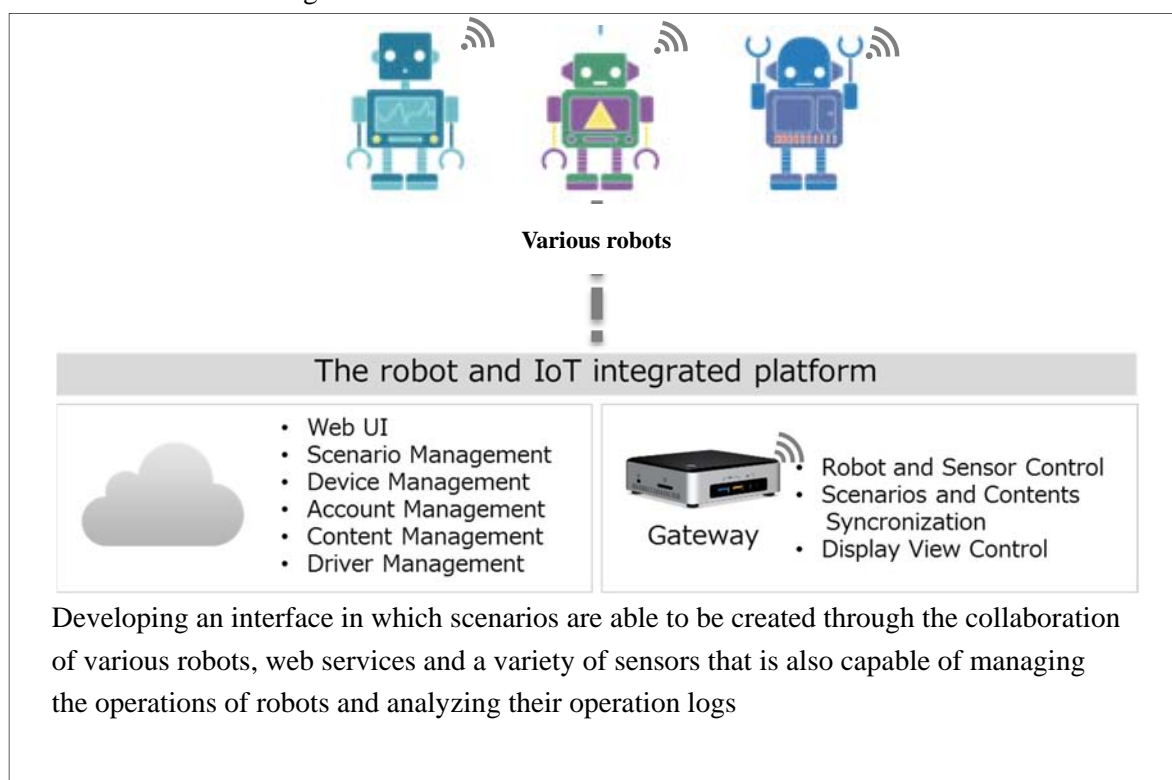 Various robots
The robot and IoT integrated platform
• Web UI
• Scenario Management
• Device Management
• Account Management
• Content Management
• Driver Management
Gateway
• Robot and Sensor Control
• Scenarios and Contents
Syncronization
• Display View Control
Developing an interface in which scenarios are able to be created through the collaboration
of various robots, web services and a variety of sensors that is also capable of managing
the operations of robots and analyzing their operation logs